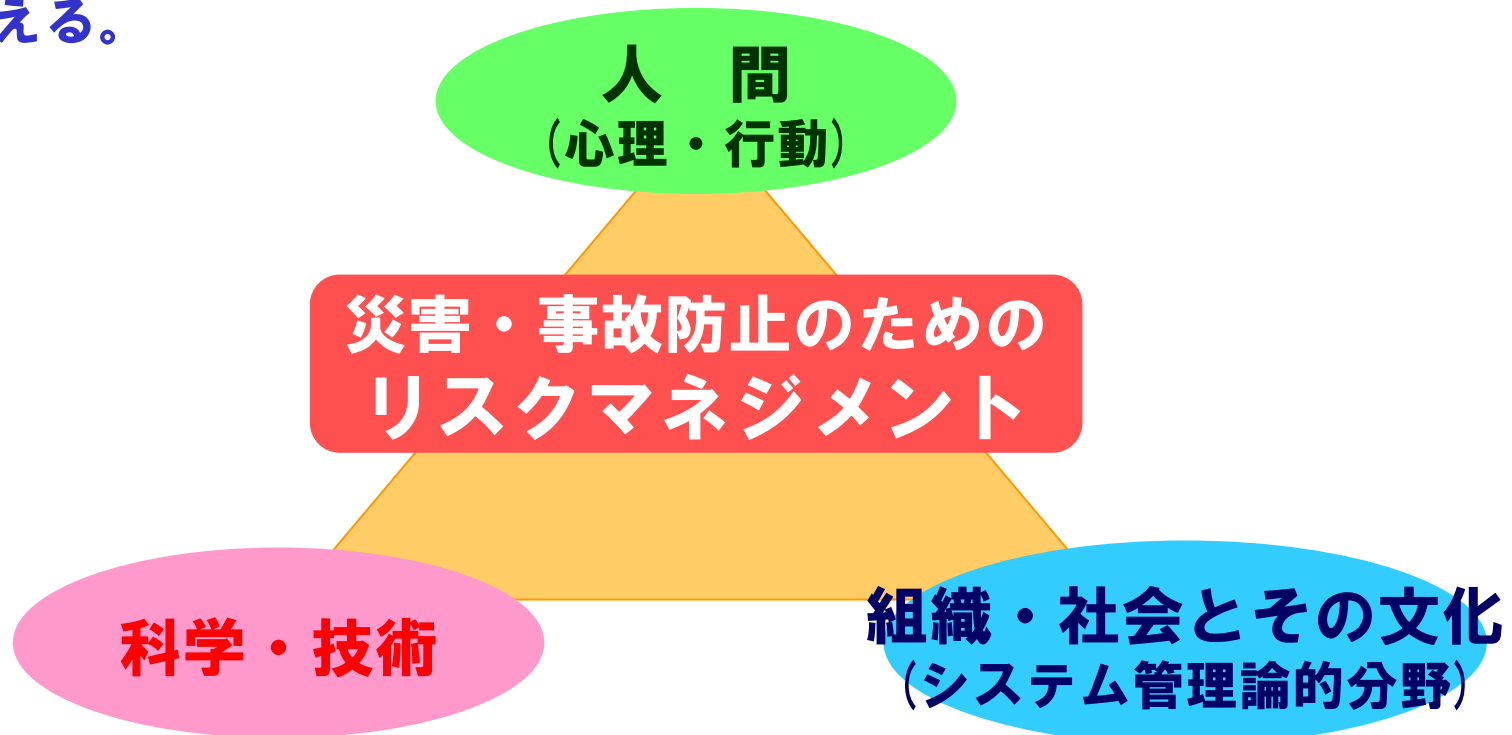 える。
人　間
(心理・行動)
災害・事故防止のための
リスクマネジメント
科学・技術
組織・社会とその文化
(システム管理論的分野)